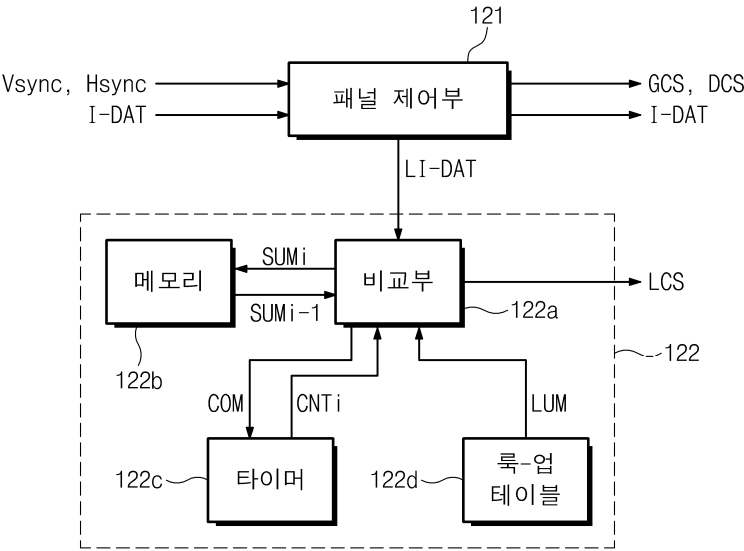 121
Vsync, Hsync
I-DAT
패널 제어부
GCS, DCS
I-DAT
LI-DAT
메모리
SUMi
SUMi-1
비교부
LCS
122a
122b
122
COM
CNTi
LUM
122c
타이머
122d
룩-업
테이블